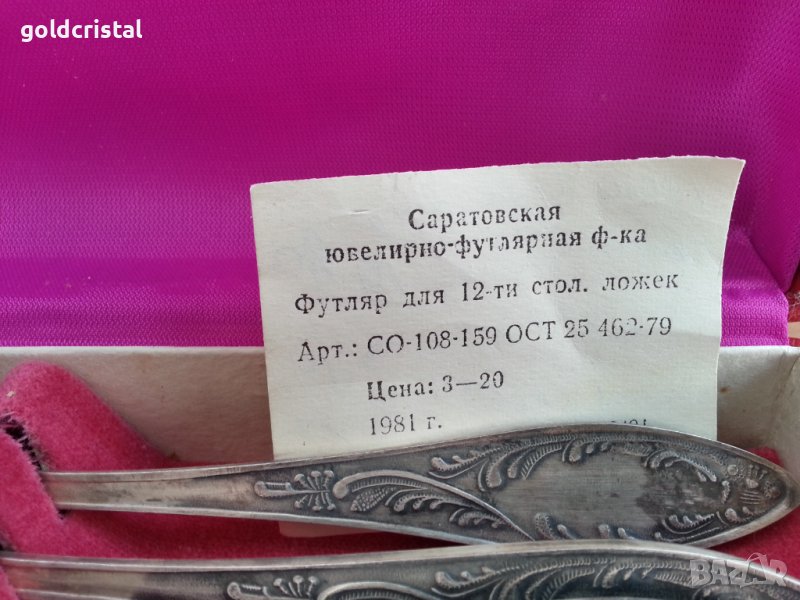 goldcristal
Саратовская
ювелирно-футлярная ф-ка
Футляр для 12-ти стол. ложек
Арт.: СО-108-159 ОСТ 25 462-79
Цена: 3—20
1981 г.
BAZAR